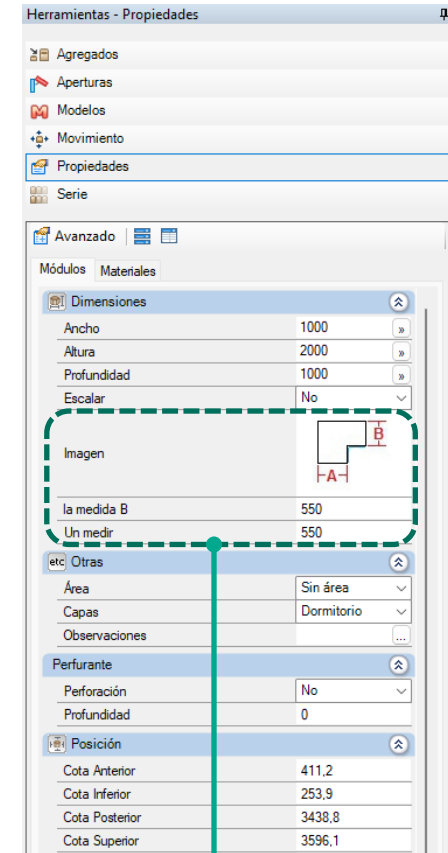 Herramientas - Propiedades
Agregados
Aperturas
Modelos
Movimiento
Propiedades
Serie
Avanzado
Módulos Materiales
Dimensiones
Ancho 1000 »
Altura 2000 »
Profundidad 1000 »
Escalar No
Imagen B
A
la medida B 550
Un medir 550
etc Otras
Área Sin área
Capas Dormitorio
Observaciones ...
Perfurante
Perforación No
Profundidad 0
Posición
Cota Anterior 411,2
Cota Inferior 253,9
Cota Posterior 3438,8
Cota Superior 3596,1